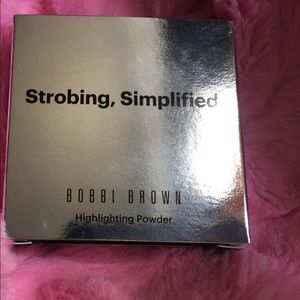 Strobing, Simplified
BOBBI BROWN
Highlighting Powder